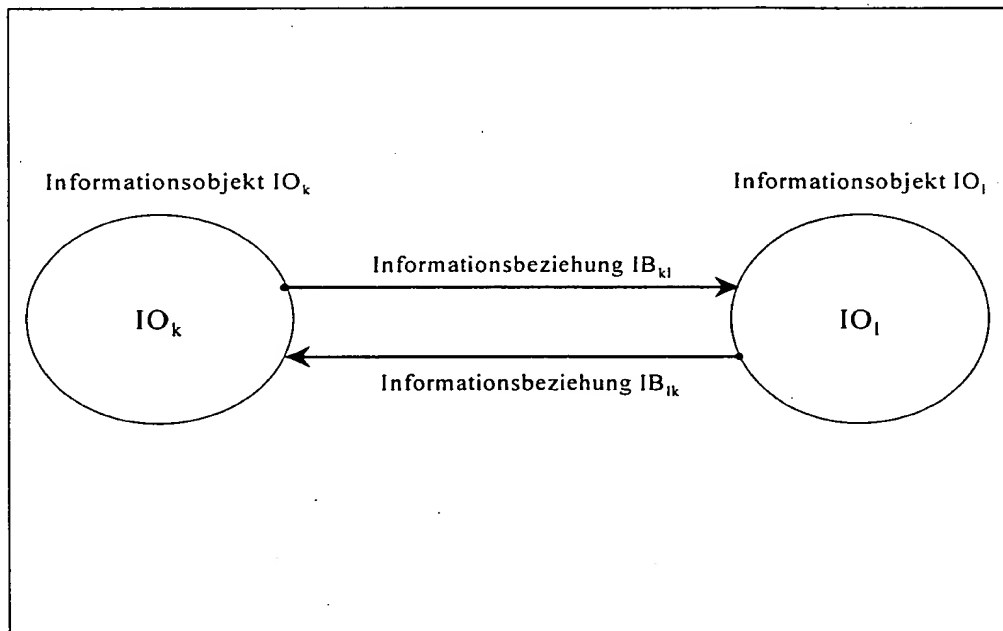 Informationsobjekt IOₖ
Informationsobjekt IOₗ
Informationsbeziehung IBₖₗ
IOₖ
IOₗ
Informationsbeziehung IBₗₖ